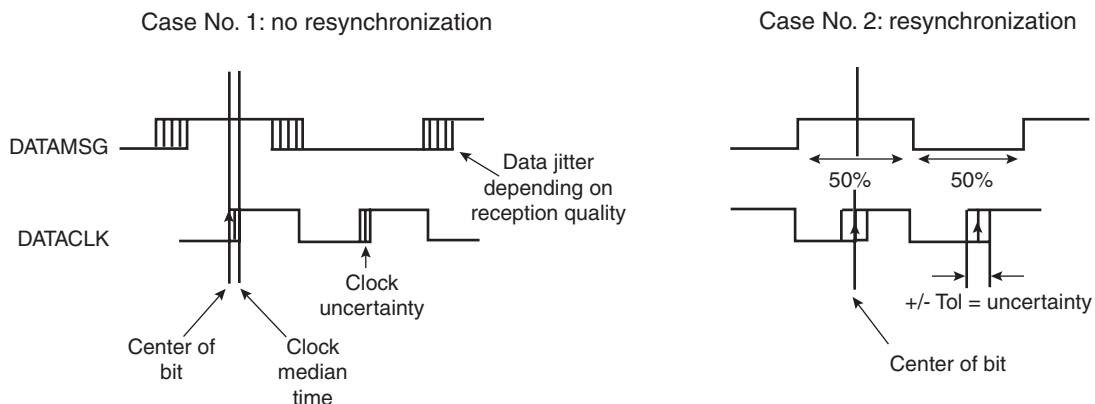 Case No. 1: no resynchronization
Case No. 2: resynchronization
DATAMSG
Data jitter
depending on
reception quality
50%
50%
DATACLK
Clock
uncertainty
+/- Tol = uncertainty
Center of
bit
Clock
median
time
Center of bit